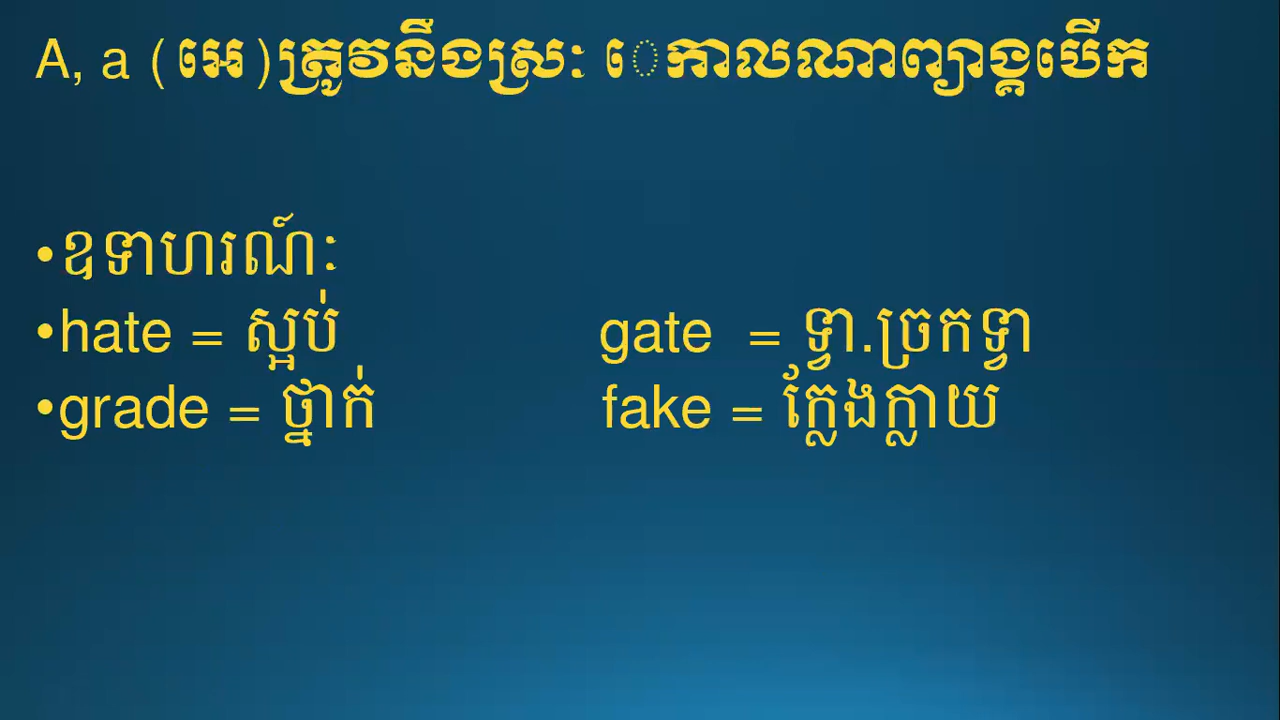 A, a (អេ)ត្រូវនឹងស្រៈ េកាលណាព្យាង្គបើក
•ឧទាហរណ៍ៈ
•hate = ស្អប់ gate = ទ្វា.ច្រកទ្វា
•grade = ថ្នាក់ fake = ក្លែងក្លាយ